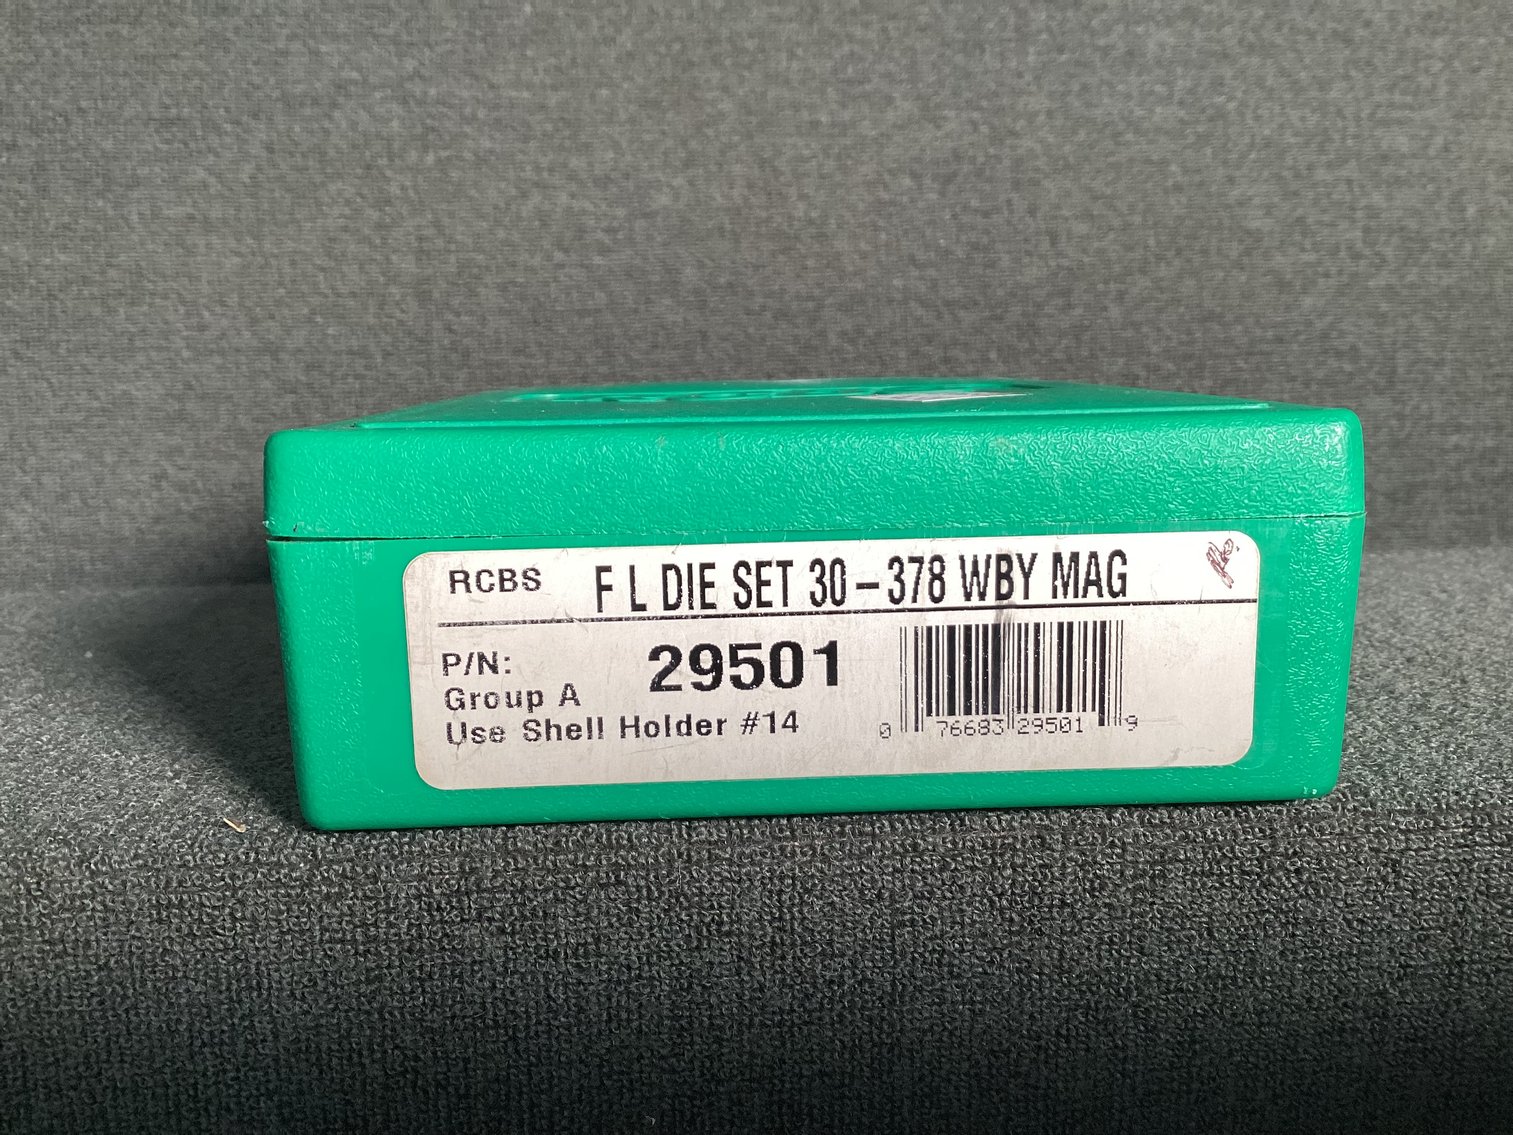 RCBS F L DIE SET 30-378 WBY MAG
P/N: 29501
Group A
Use Shell Holder #14
0 76683 29501 9